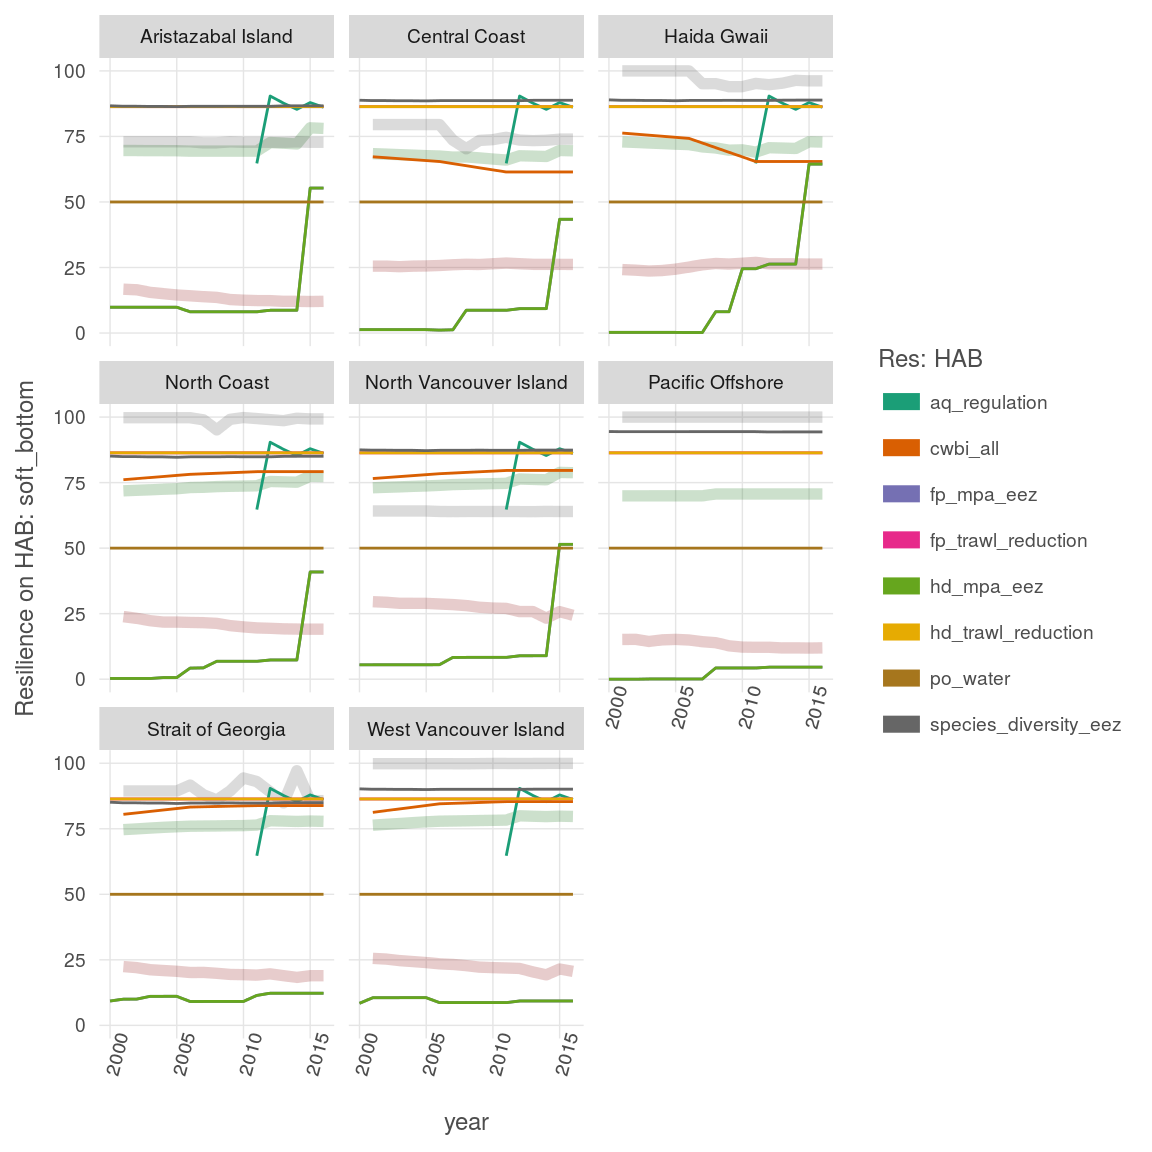 Aristazabal Island
Central Coast
Haida Gwaii
100
75
50
25
0
North Coast
North Vancouver Island
Pacific Offshore
100
75
50
25
0
2000
2005
2010
2015
Strait of Georgia
West Vancouver Island
100
75
50
25
0
2000
2005
2010
2015
2000
2005
2010
2015
year
Resilience on HAB: soft_bottom
Res: HAB
aq_regulation
cwbi_all
fp_mpa_eez
fp_trawl_reduction
hd_mpa_eez
hd_trawl_reduction
po_water
species_diversity_eez